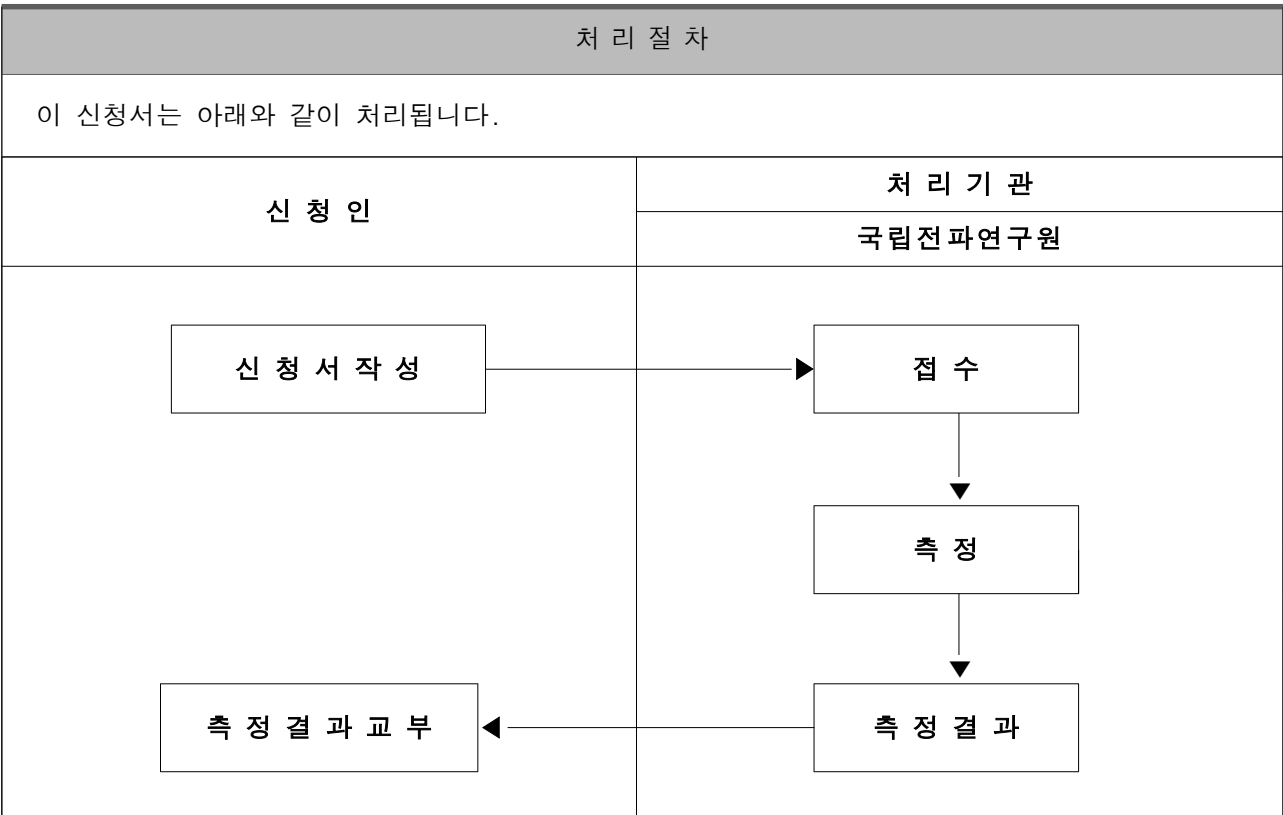 처 리 절 차
이 신청서는 아래와 같이 처리됩니다.
신 청 인
처 리 기 관
국립전파연구원
신 청 서 작 성
접 수
측 정
측 정 결 과 교 부
측 정 결 과